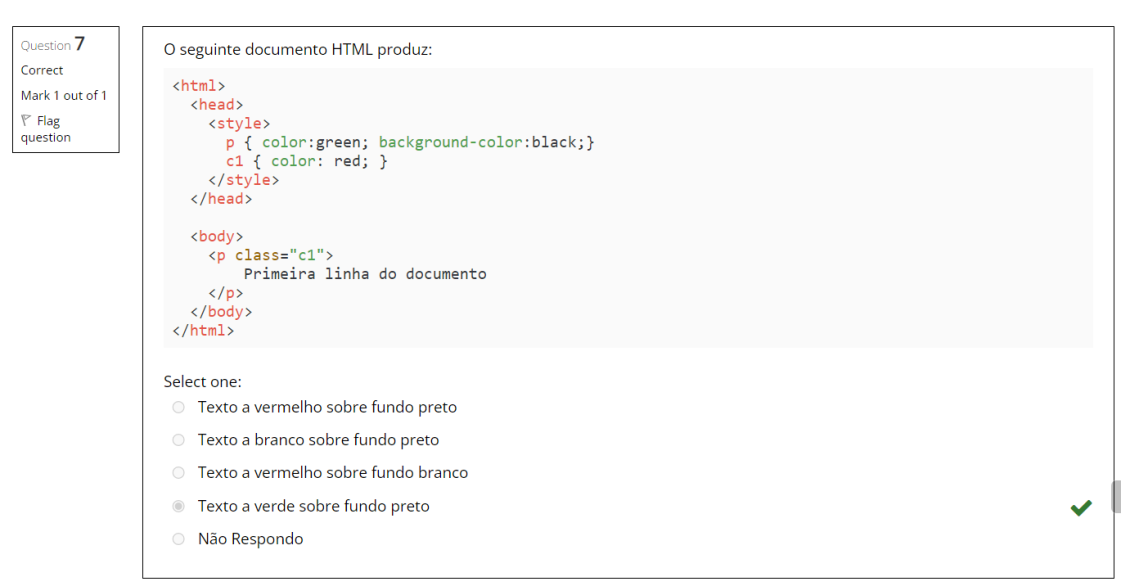 Question 7
Correct
Mark 1 out of 1
Flag
question
O seguinte documento HTML produz:
<html>
  <head>
    <style>
      p { color:green; background-color:black;}
      c1 { color: red; }
    </style>
  </head>

  <body>
    <p class="c1">
        Primeira linha do documento
    </p>
  </body>
</html>
Select one:
Texto a vermelho sobre fundo preto
Texto a branco sobre fundo preto
Texto a vermelho sobre fundo branco
Texto a verde sobre fundo preto
Não Respondo